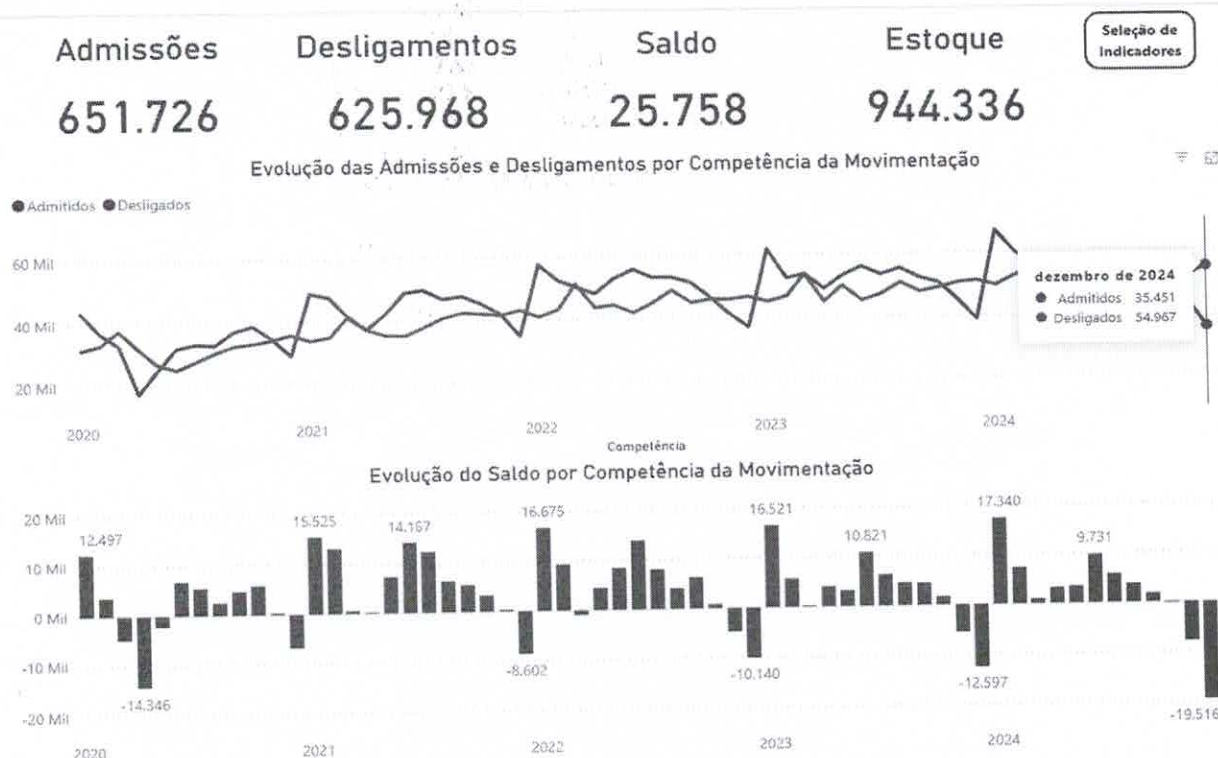 Admissões
Desligamentos
Saldo
Estoque
Seleção de
Indicadores
651.726
625.968
25.758
944.336
Evolução das Admissões e Desligamentos por Competência da Movimentação
Admitidos Desligados
60 Mil
40 Mil
20 Mil
dezembro de 2024
Admitidos 35.451
Desligados 54.967
2020 2021 2022 2023 2024
Competência
Evolução do Saldo por Competência da Movimentação
20 Mil
10 Mil
0 Mil
-10 Mil
-20 Mil
12.497
-14.346
15.525
14.167
-8.602
16.675
-10.140
16.521
10.821
-12.597
17.340
9.731
-19.516
2020 2021 2022 2023 2024